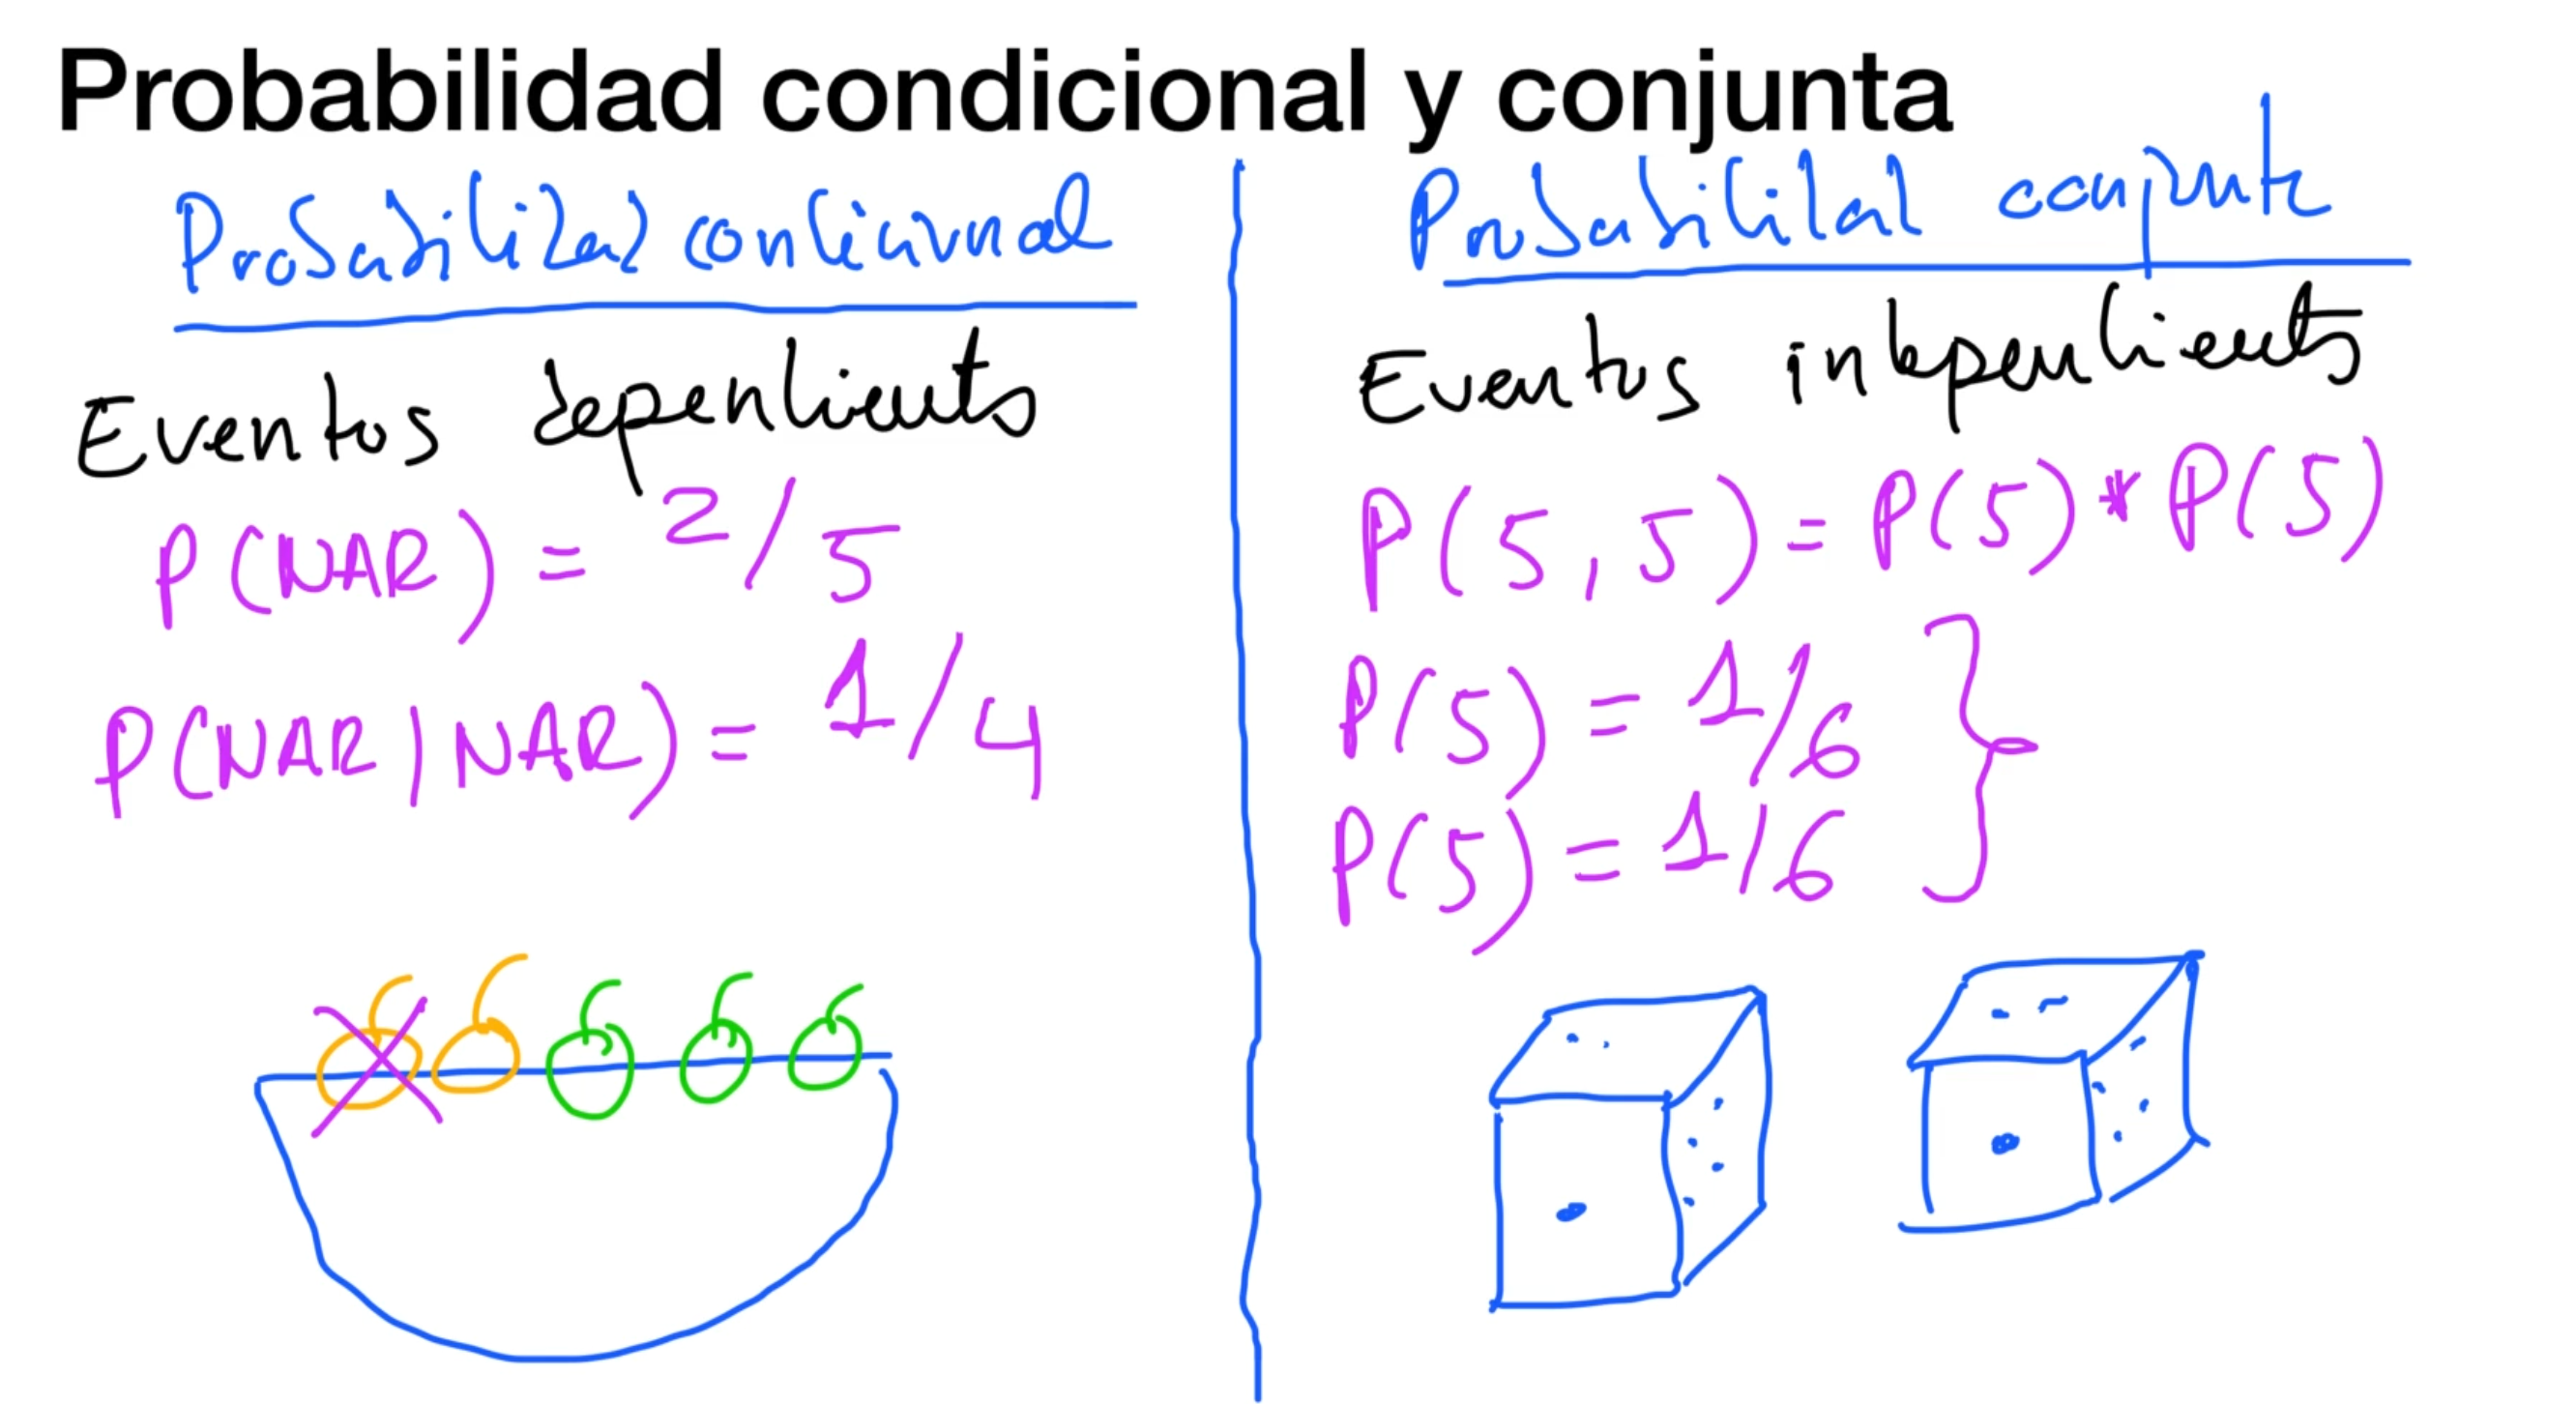 Probabilidad condicional y conjunta
Probabilidad condicional
Eventos dependientes
P(NAR) = 2/5
P(NAR|NAR) = 1/4
Probabilidad conjunta
Eventos independientes
P(5,5) = P(5) * P(5)
P(5) = 1/6
P(5) = 1/6